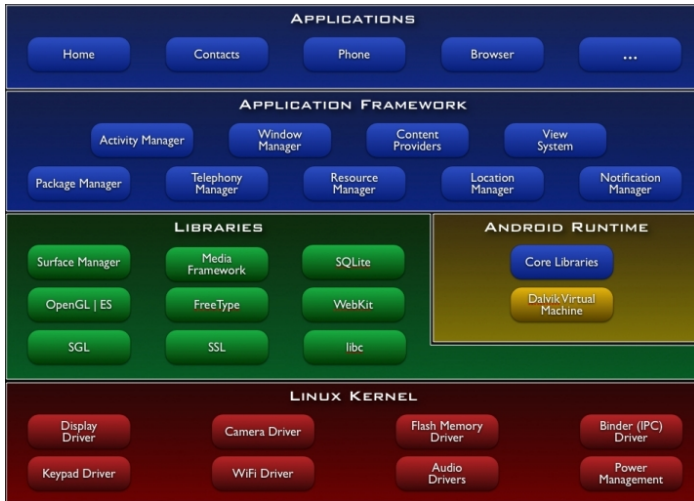 APPLICATIONS
Home
Contacts
Phone
Browser
...
APPLICATION FRAMEWORK
Activity Manager
Window
Manager
Content
Providers
View
System
Package Manager
Telephony
Manager
Resource
Manager
Location
Manager
Notification
Manager
LIBRARIES
Surface Manager
Media
Framework
SQLite
OpenGL | ES
FreeType
WebKit
SGL
SSL
libc
ANDROID RUNTIME
Core Libraries
Dalvik Virtual
Machine
LINUX KERNEL
Display
Driver
Camera Driver
Flash Memory
Driver
Binder (IPC)
Driver
Keypad Driver
WiFi Driver
Audio
Drivers
Power
Management